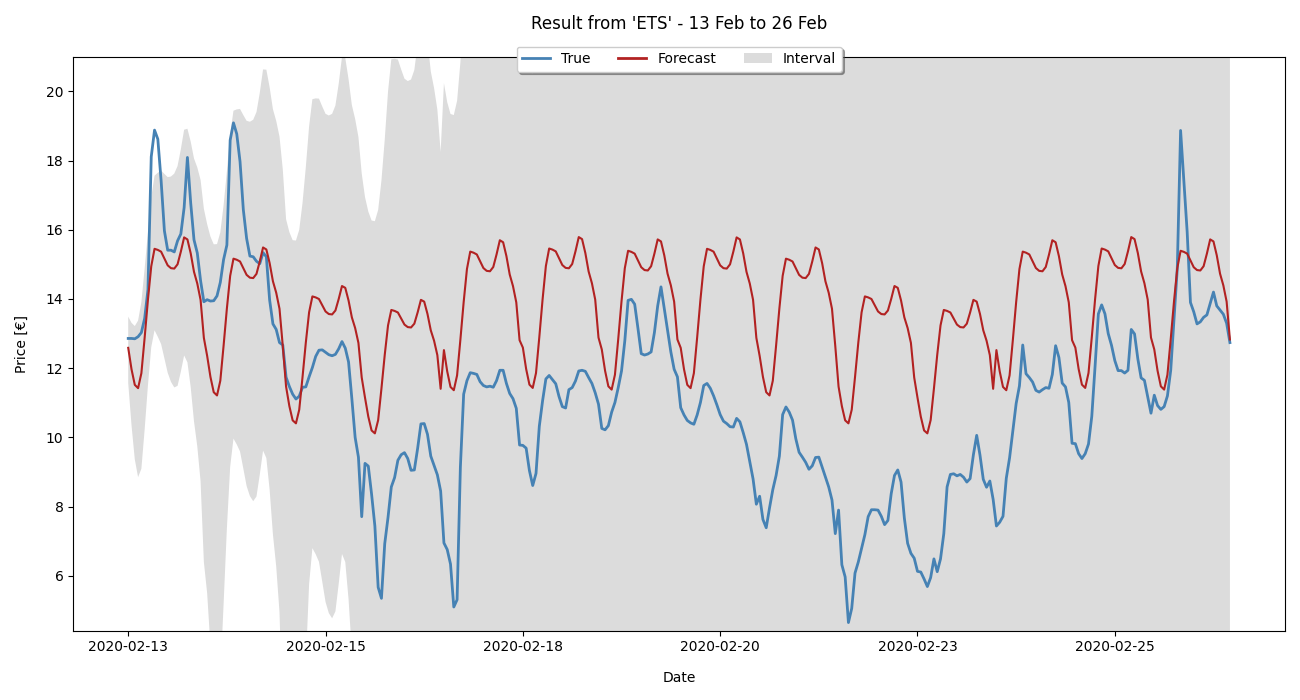 Result from 'ETS' - 13 Feb to 26 Feb
True Forecast Interval
Price [€]
20
18
16
14
12
10
8
6
2020-02-13 2020-02-15 2020-02-18 2020-02-20 2020-02-23 2020-02-25
Date